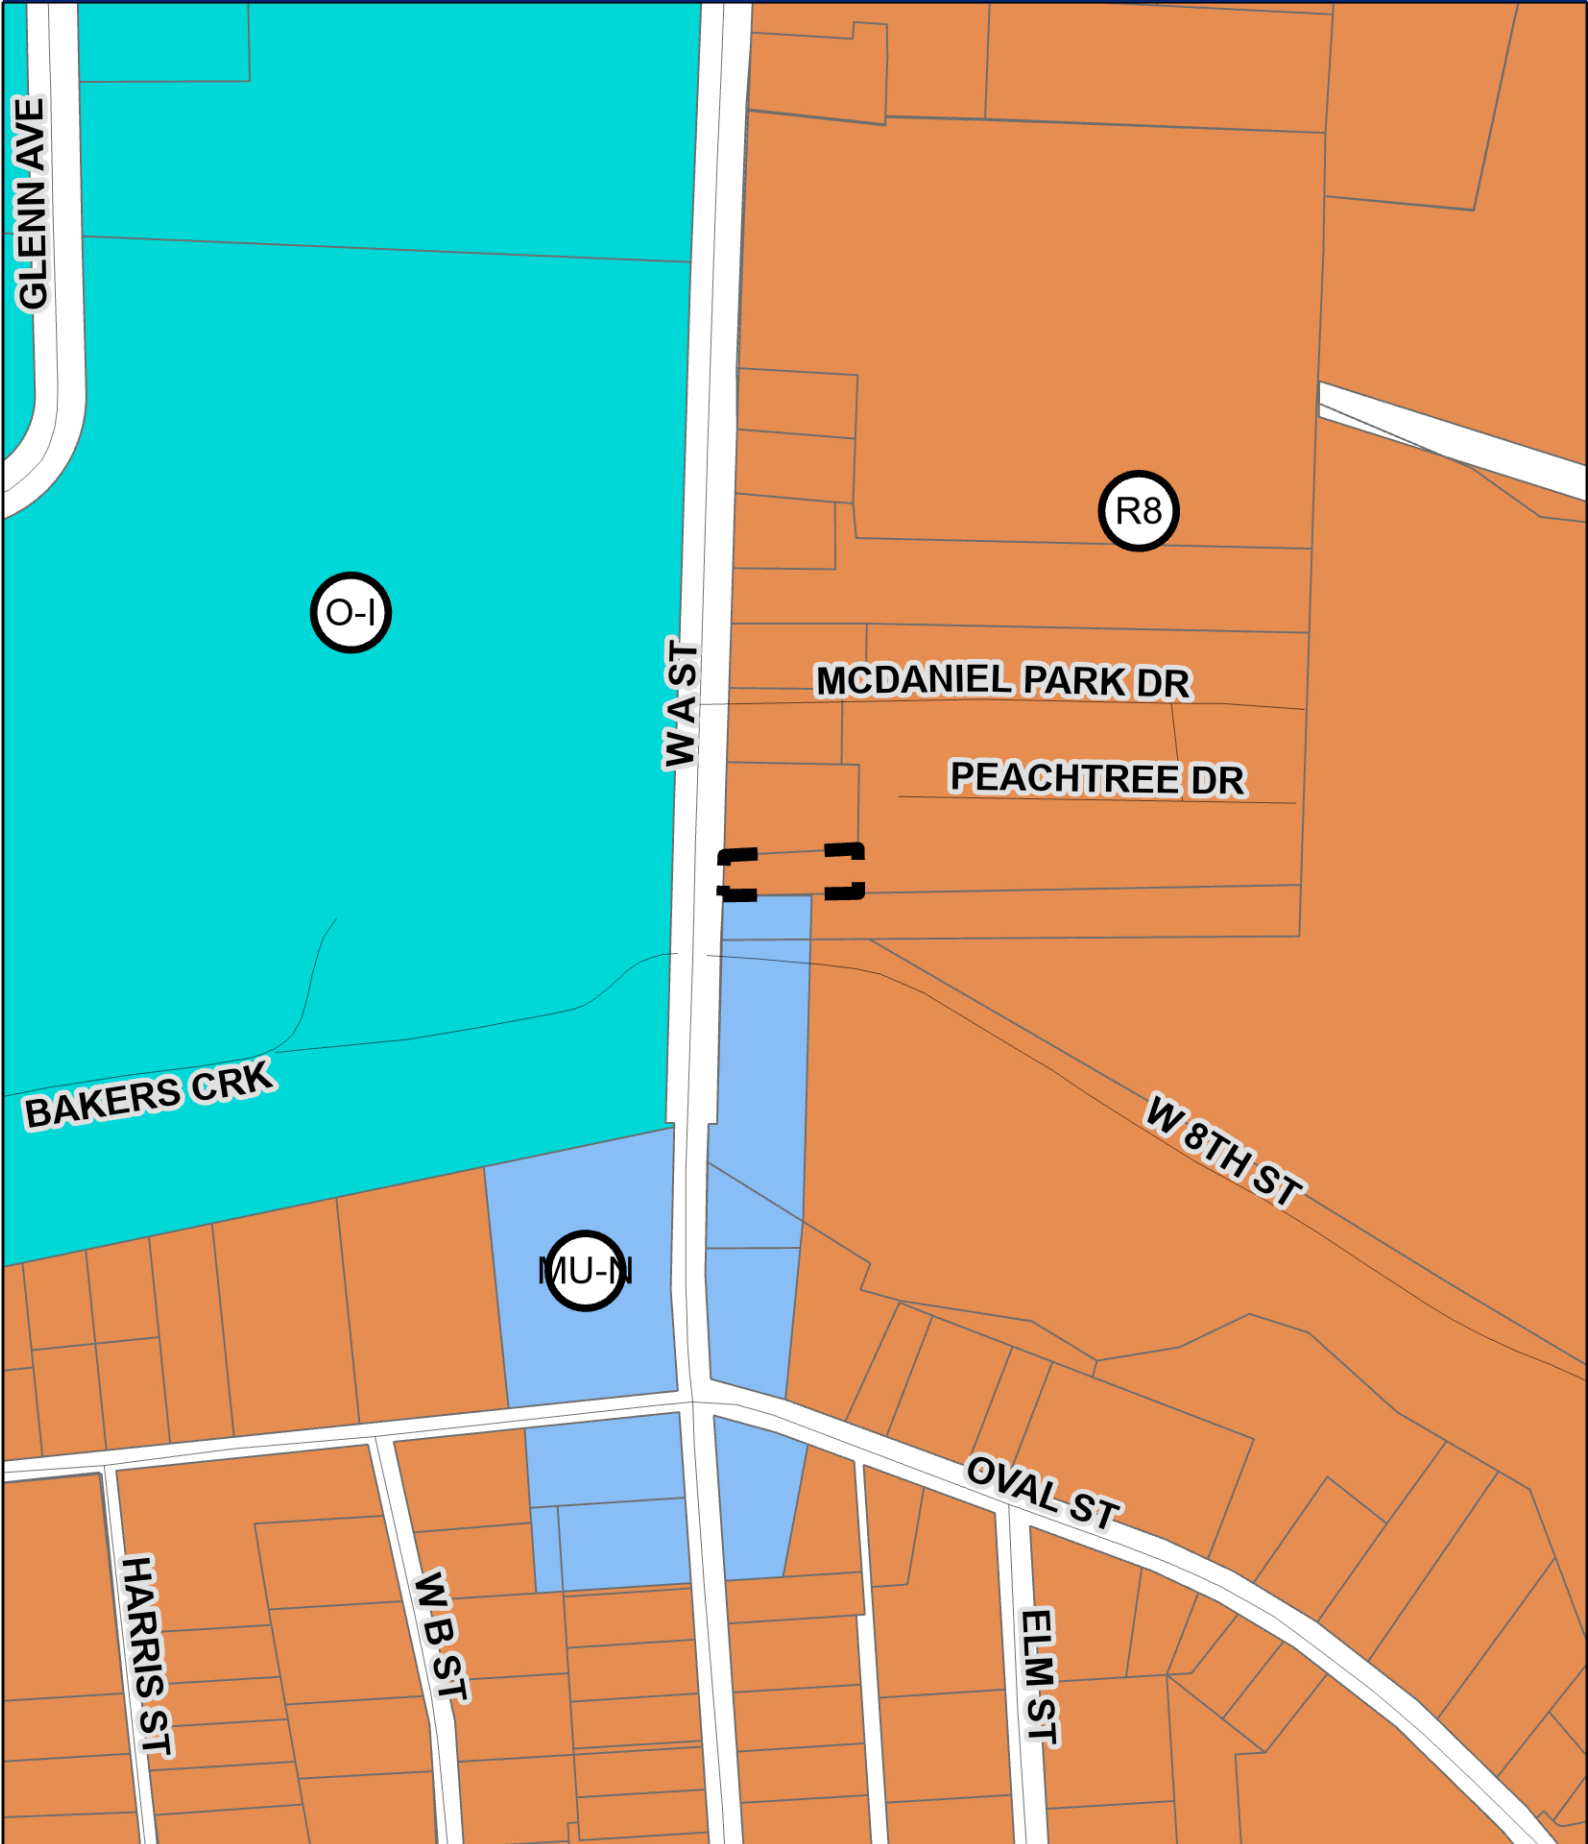 GLENN AVE
R8
O-I
W A ST
MCDANIEL PARK DR
PEACHTREE DR
BAKERS CRK
W 8TH ST
MU-N
OVAL ST
HARRIS ST
W B ST
ELM ST